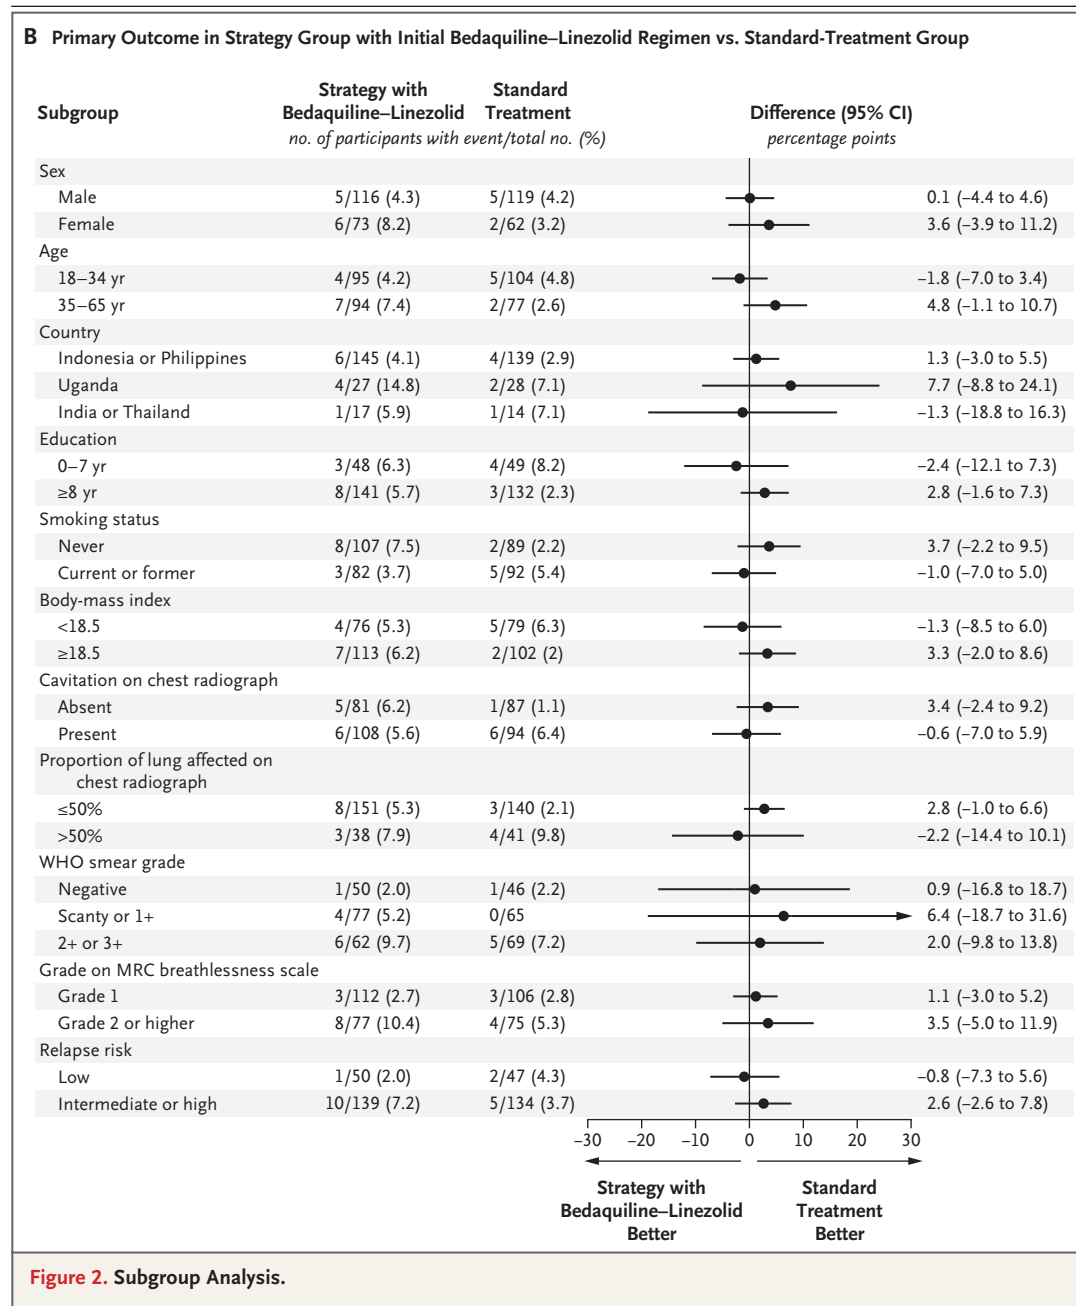 B Primary Outcome in Strategy Group with Initial Bedaquiline–Linezolid Regimen vs. Standard-Treatment Group
Subgroup
Strategy with
Bedaquiline–Linezolid
Standard
Treatment
Difference (95% CI)
no. of participants with event/total no. (%)
percentage points
Sex
Male 5/116 (4.3) 5/119 (4.2) 0.1 (–4.4 to 4.6)
Female 6/73 (8.2) 2/62 (3.2) 3.6 (–3.9 to 11.2)
Age
18–34 yr 4/95 (4.2) 5/104 (4.8) –1.8 (–7.0 to 3.4)
35–65 yr 7/94 (7.4) 2/77 (2.6) 4.8 (–1.1 to 10.7)
Country
Indonesia or Philippines 6/145 (4.1) 4/139 (2.9) 1.3 (–3.0 to 5.5)
Uganda 4/27 (14.8) 2/28 (7.1) 7.7 (–8.8 to 24.1)
India or Thailand 1/17 (5.9) 1/14 (7.1) –1.3 (–18.8 to 16.3)
Education
0–7 yr 3/48 (6.3) 4/49 (8.2) –2.4 (–12.1 to 7.3)
≥8 yr 8/141 (5.7) 3/132 (2.3) 2.8 (–1.6 to 7.3)
Smoking status
Never 8/107 (7.5) 2/89 (2.2) 3.7 (–2.2 to 9.5)
Current or former 3/82 (3.7) 5/92 (5.4) –1.0 (–7.0 to 5.0)
Body-mass index
<18.5 4/76 (5.3) 5/79 (6.3) –1.3 (–8.5 to 6.0)
≥18.5 7/113 (6.2) 2/102 (2) 3.3 (–2.0 to 8.6)
Cavitation on chest radiograph
Absent 5/81 (6.2) 1/87 (1.1) 3.4 (–2.4 to 9.2)
Present 6/108 (5.6) 6/94 (6.4) –0.6 (–7.0 to 5.9)
Proportion of lung affected on
chest radiograph
≤50% 8/151 (5.3) 3/140 (2.1) 2.8 (–1.0 to 6.6)
>50% 3/38 (7.9) 4/41 (9.8) –2.2 (–14.4 to 10.1)
WHO smear grade
Negative 1/50 (2.0) 1/46 (2.2) 0.9 (–16.8 to 18.7)
Scanty or 1+ 4/77 (5.2) 0/65 6.4 (–18.7 to 31.6)
2+ or 3+ 6/62 (9.7) 5/69 (7.2) 2.0 (–9.8 to 13.8)
Grade on MRC breathlessness scale
Grade 1 3/112 (2.7) 3/106 (2.8) 1.1 (–3.0 to 5.2)
Grade 2 or higher 8/77 (10.4) 4/75 (5.3) 3.5 (–5.0 to 11.9)
Relapse risk
Low 1/50 (2.0) 2/47 (4.3) –0.8 (–7.3 to 5.6)
Intermediate or high 10/139 (7.2) 5/134 (3.7) 2.6 (–2.6 to 7.8)
–30 –20 –10 0 10 20 30
Strategy with
Bedaquiline–Linezolid
Better
Standard
Treatment
Better
Figure 2. Subgroup Analysis.